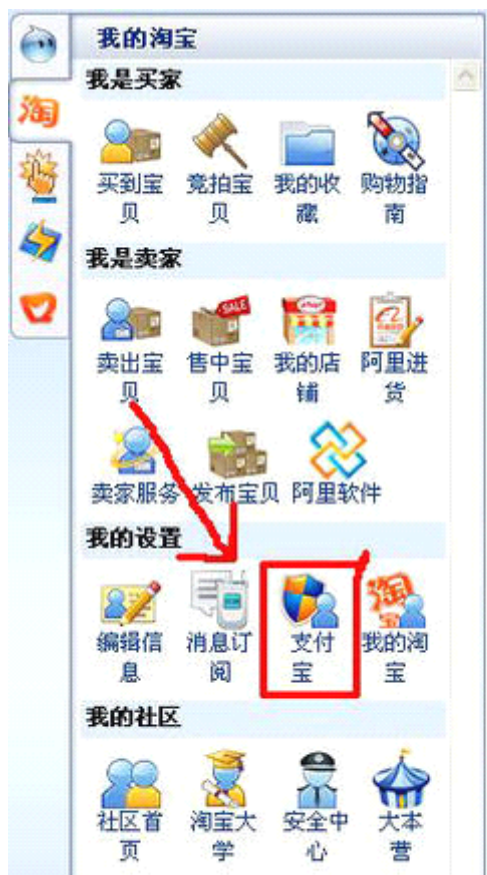 我的淘宝
我是买家
淘
买到宝贝
竞拍宝贝
我的收藏
购物指南
我是卖家
SALE
卖出宝贝
售中宝贝
我的店铺
阿里进货
卖家服务
发布宝贝
阿里软件
我的设置
淘宝
编辑信息
消息订阅
支付宝
我的淘宝
我的社区
社区首页
淘宝大学
安全中心
大本营